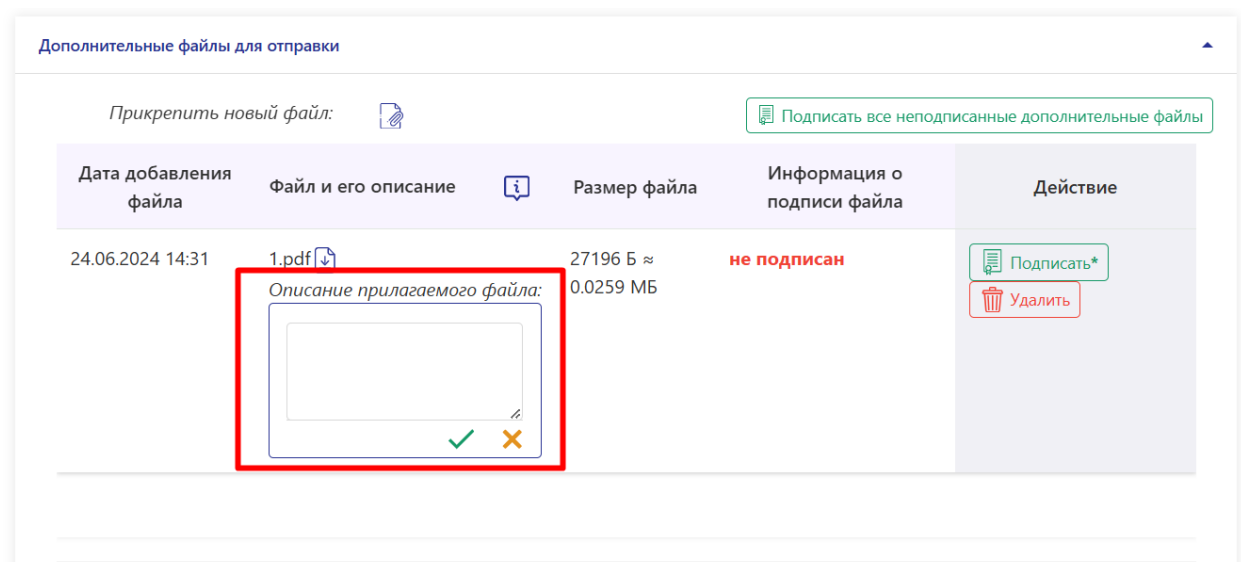 Дополнительные файлы для отправки
Прикрепить новый файл:
Подписать все неподписанные дополнительные файлы
Дата добавления файла
Файл и его описание
Размер файла
Информация о подписи файла
Действие
24.06.2024 14:31
1.pdf
Описание прилагаемого файла:
27196 Б ≈
0.0259 МБ
не подписан
Подписать*
Удалить